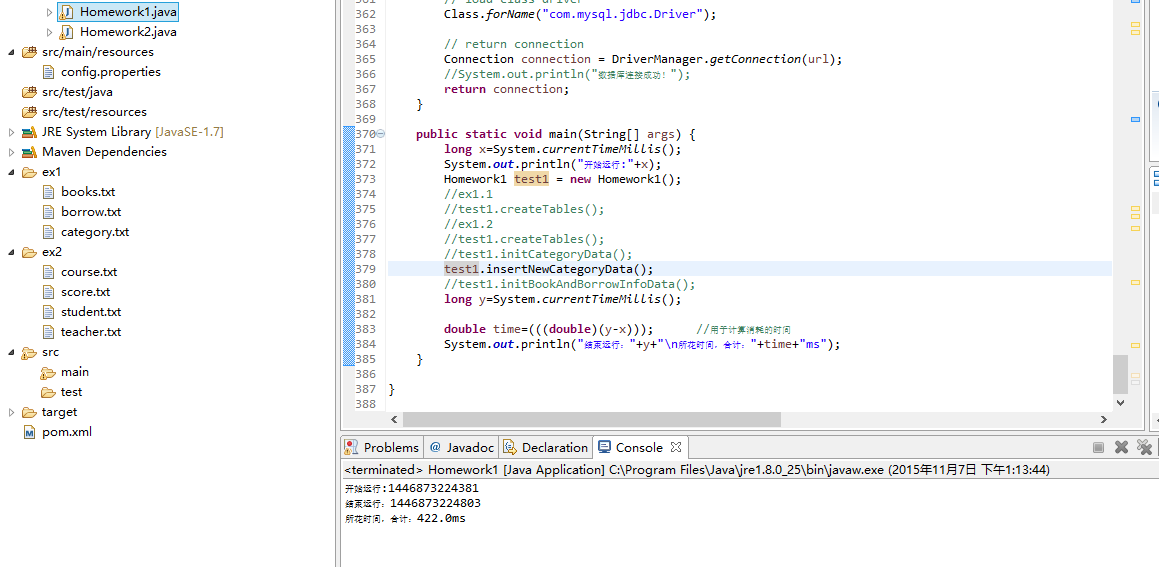 Homework1.java
Homework2.java
src/main/resources
config.properties
src/test/java
src/test/resources
JRE System Library [JavaSE-1.7]
Maven Dependencies
ex1
books.txt
borrow.txt
category.txt
ex2
course.txt
score.txt
student.txt
teacher.txt
src
main
test
target
pom.xml
361 // load class driver
362 Class.forName("com.mysql.jdbc.Driver");
363
364 // return connection
365 Connection connection = DriverManager.getConnection(url);
366 //System.out.println("数据库连接成功！");
367 return connection;
368 }
369
370 public static void main(String[] args) {
371 long x=System.currentTimeMillis();
372 System.out.println("开始运行:"+x);
373 Homework1 test1 = new Homework1();
374 //ex1.1
375 //test1.createTables();
376 //ex1.2
377 //test1.createTables();
378 //test1.initCategoryData();
379 test1.insertNewCategoryData();
380 //test1.initBookAndBorrowInfoData();
381 long y=System.currentTimeMillis();
382
383 double time=(((double)(y-x))); //用于计算消耗的时间
384 System.out.println("结束运行："+y+"\n所花时间，合计："+time+"ms");
385 }
386
387 }
388
Problems @ Javadoc Declaration Console
<terminated> Homework1 [Java Application] C:\Program Files\Java\jre1.8.0_25\bin\javaw.exe (2015年11月7日 下午1:13:44)
开始运行:1446873224381
结束运行：1446873224803
所花时间，合计：422.0ms